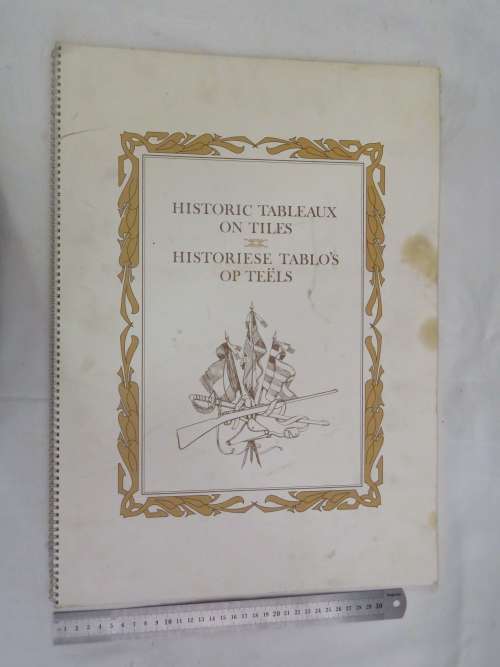 HISTORIC TABLEAUX
ON TILES
HISTORIESE TABLO'S
OP TEËLS
1 2 3 4 5 6 7 8 9 10 11 12 13 14 15 16 17 18 19 20 21 22 23 24 25 26 27 28 29 30